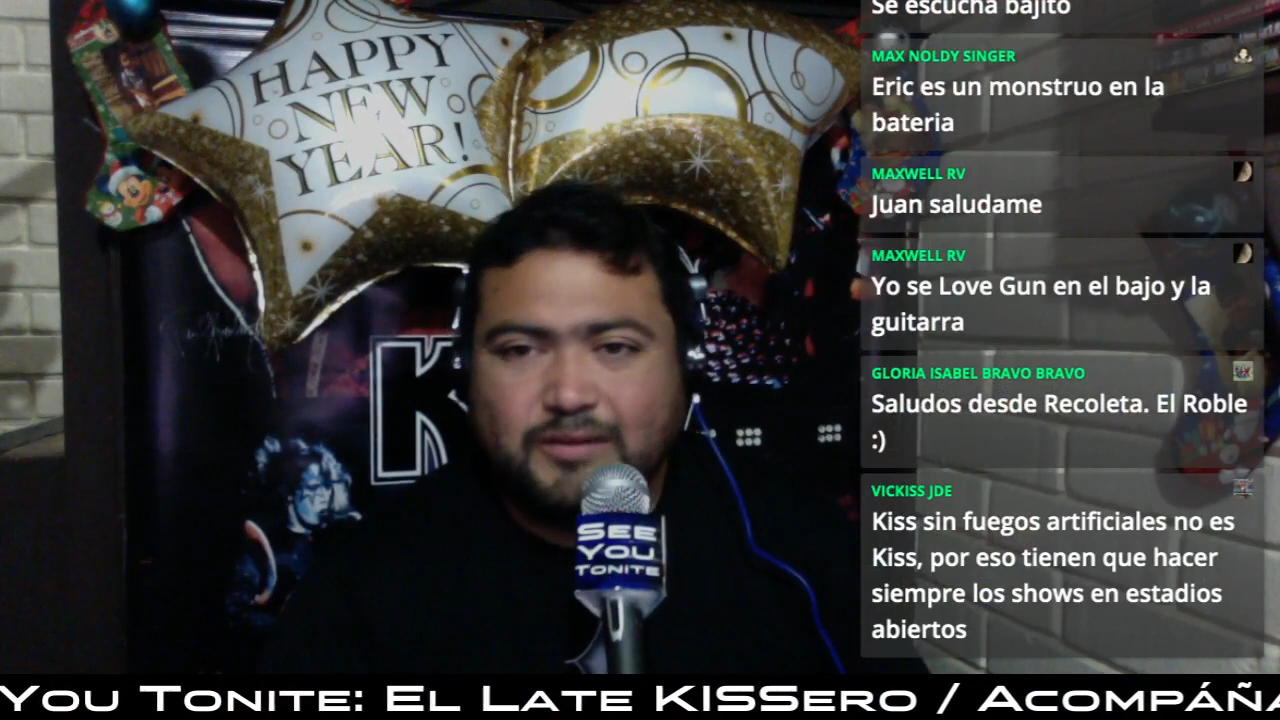 HAPPY
NEW
YEAR!
K
SEE
YOU
TONITE
Se escucha bajito
MAX NOLDY SINGER
Eric es un monstruo en la
bateria
MAXWELL RV
Juan saludame
MAXWELL RV
Yo se Love Gun en el bajo y la
guitarra
GLORIA ISABEL BRAVO BRAVO
Saludos desde Recoleta. El Roble
:)
VICKISS JDE
Kiss sin fuegos artificiales no es
Kiss, por eso tienen que hacer
siempre los shows en estadios
abiertos
YOU TONITE: EL LATE KISSERO / ACOMPÁÑA